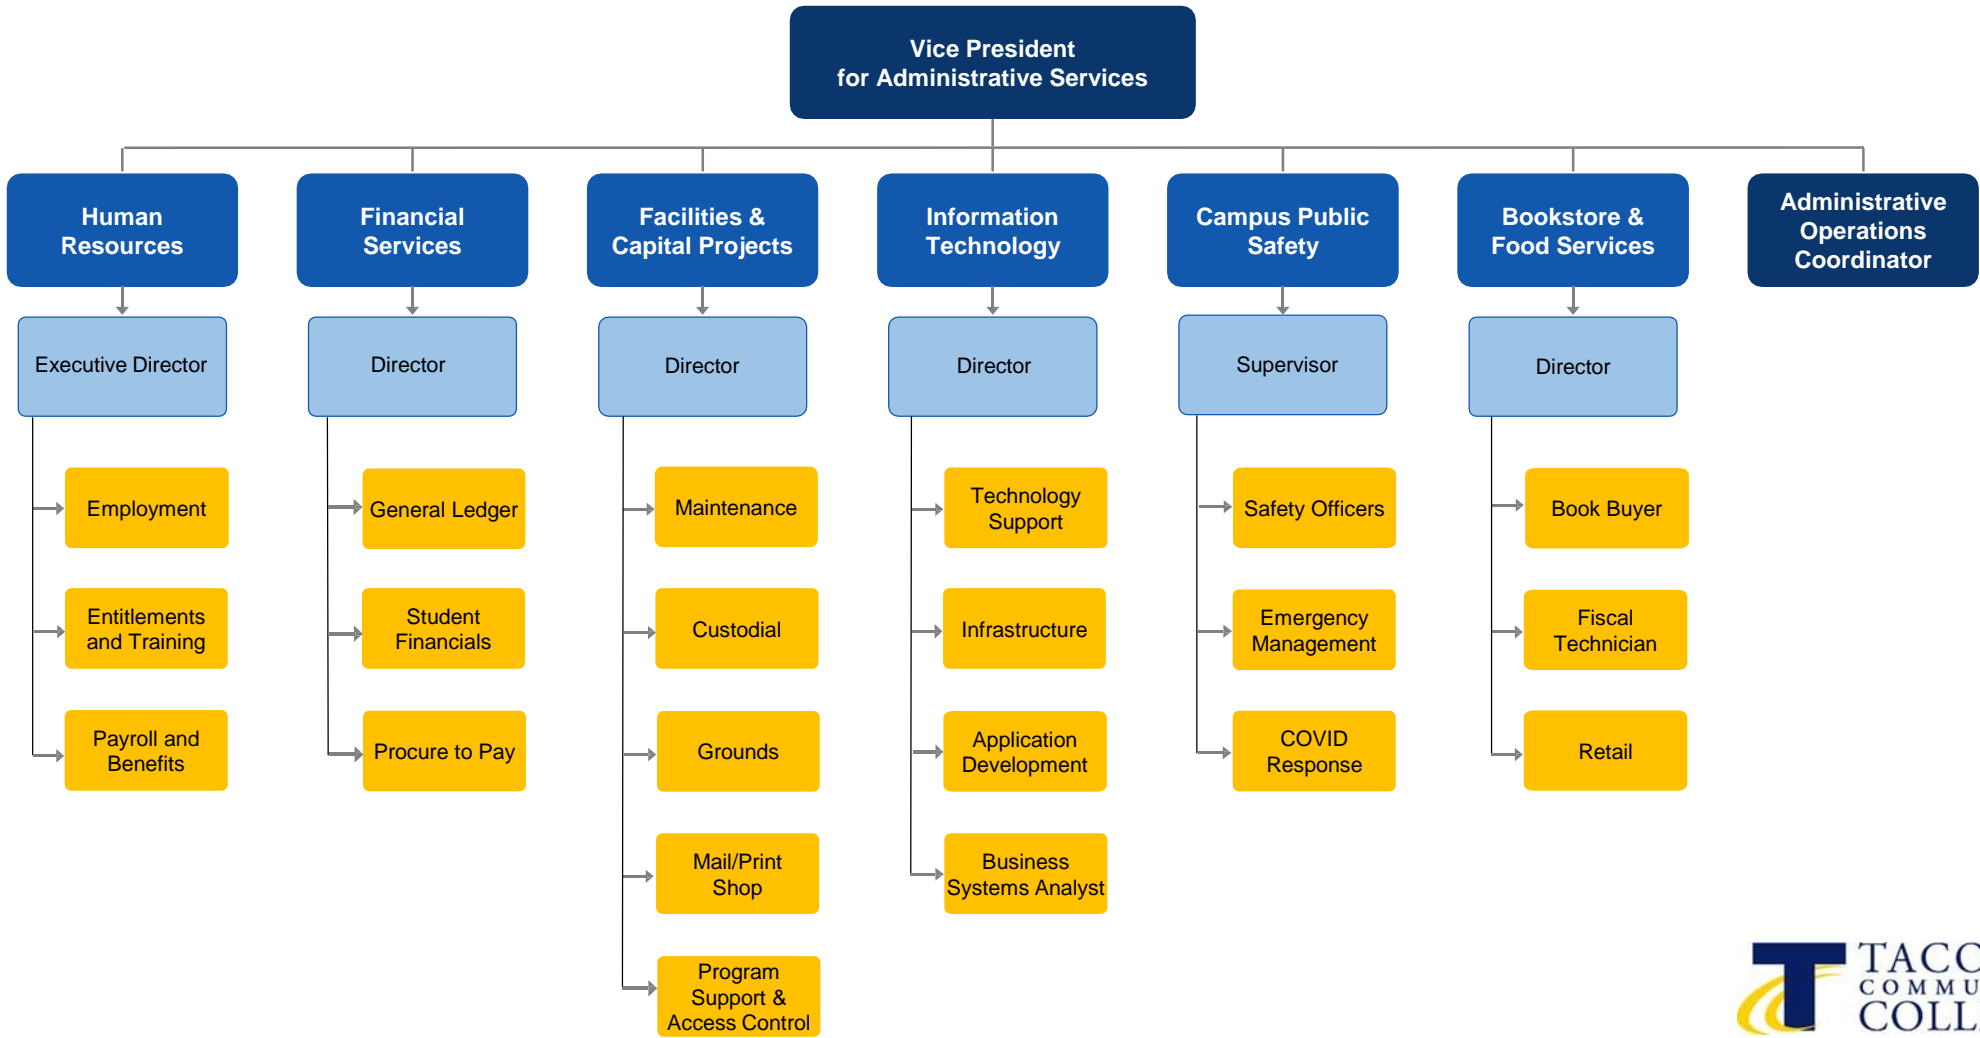 Vice President
for Administrative Services
Human
Resources
Financial
Services
Facilities &
Capital Projects
Information
Technology
Campus Public
Safety
Bookstore &
Food Services
Administrative
Operations
Coordinator
Executive Director
Director
Director
Director
Supervisor
Director
Employment
General Ledger
Maintenance
Technology
Support
Safety Officers
Book Buyer
Entitlements
and Training
Student
Financials
Custodial
Infrastructure
Emergency
Management
Fiscal
Technician
Payroll and
Benefits
Procure to Pay
Grounds
Application
Development
COVID
Response
Retail
Mail/Print
Shop
Business
Systems Analyst
Program
Support &
Access Control